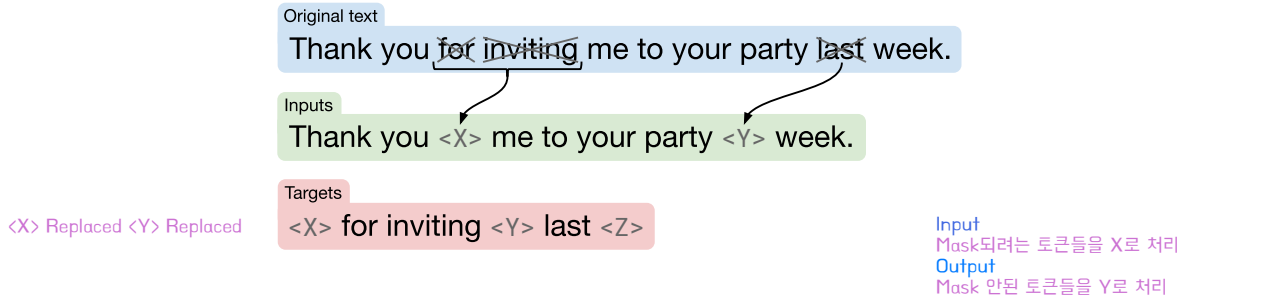 Original text
Thank you for inviting me to your party last week.
Inputs
Thank you <X> me to your party <Y> week.
Targets
<X> for inviting <Y> last <Z>
<X> Replaced <Y> Replaced
Input
Mask되려는 토큰들을 X로 처리
Output
Mask 안된 토큰들을 Y로 처리